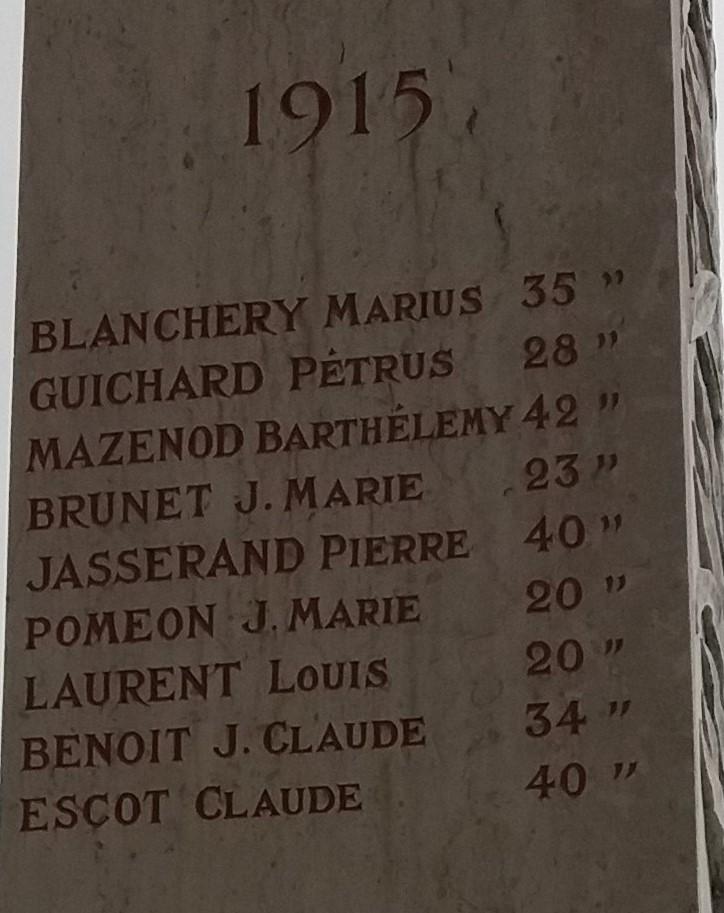 1915
BLANCHERY MARIUS 35 "
GUICHARD PÉTRUS 28 "
MAZENOD BARTHÉLEMY 42 "
BRUNET J. MARIE 23 "
JASSERAND PIERRE 40 "
POMEON J. MARIE 20 "
LAURENT LOUIS 20 "
BENOIT J. CLAUDE 34 "
ESCOT CLAUDE 40 "